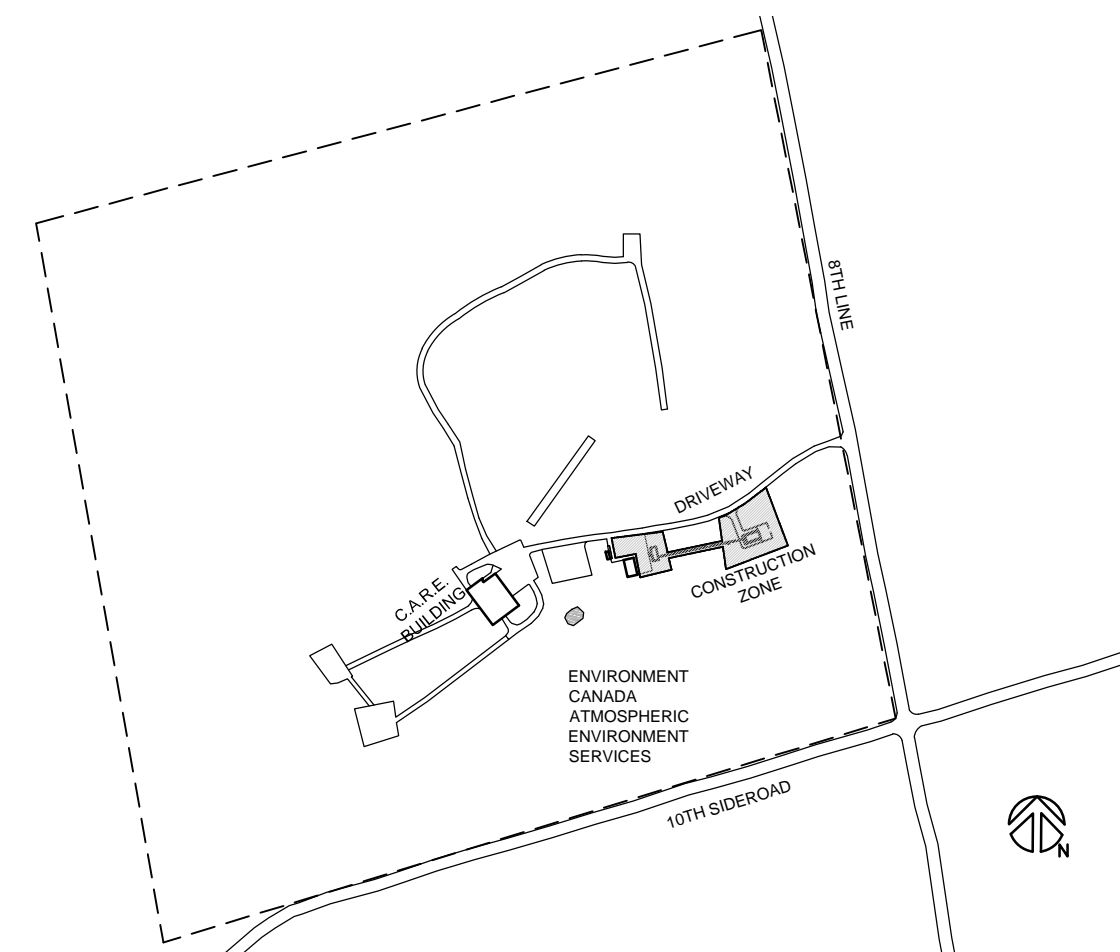 8TH LINE
DRIVEWAY
CONSTRUCTION
ZONE
C.A.R.E.
BUILDING
ENVIRONMENT
CANADA
ATMOSPHERIC
ENVIRONMENT
SERVICES
10TH SIDEROAD
N